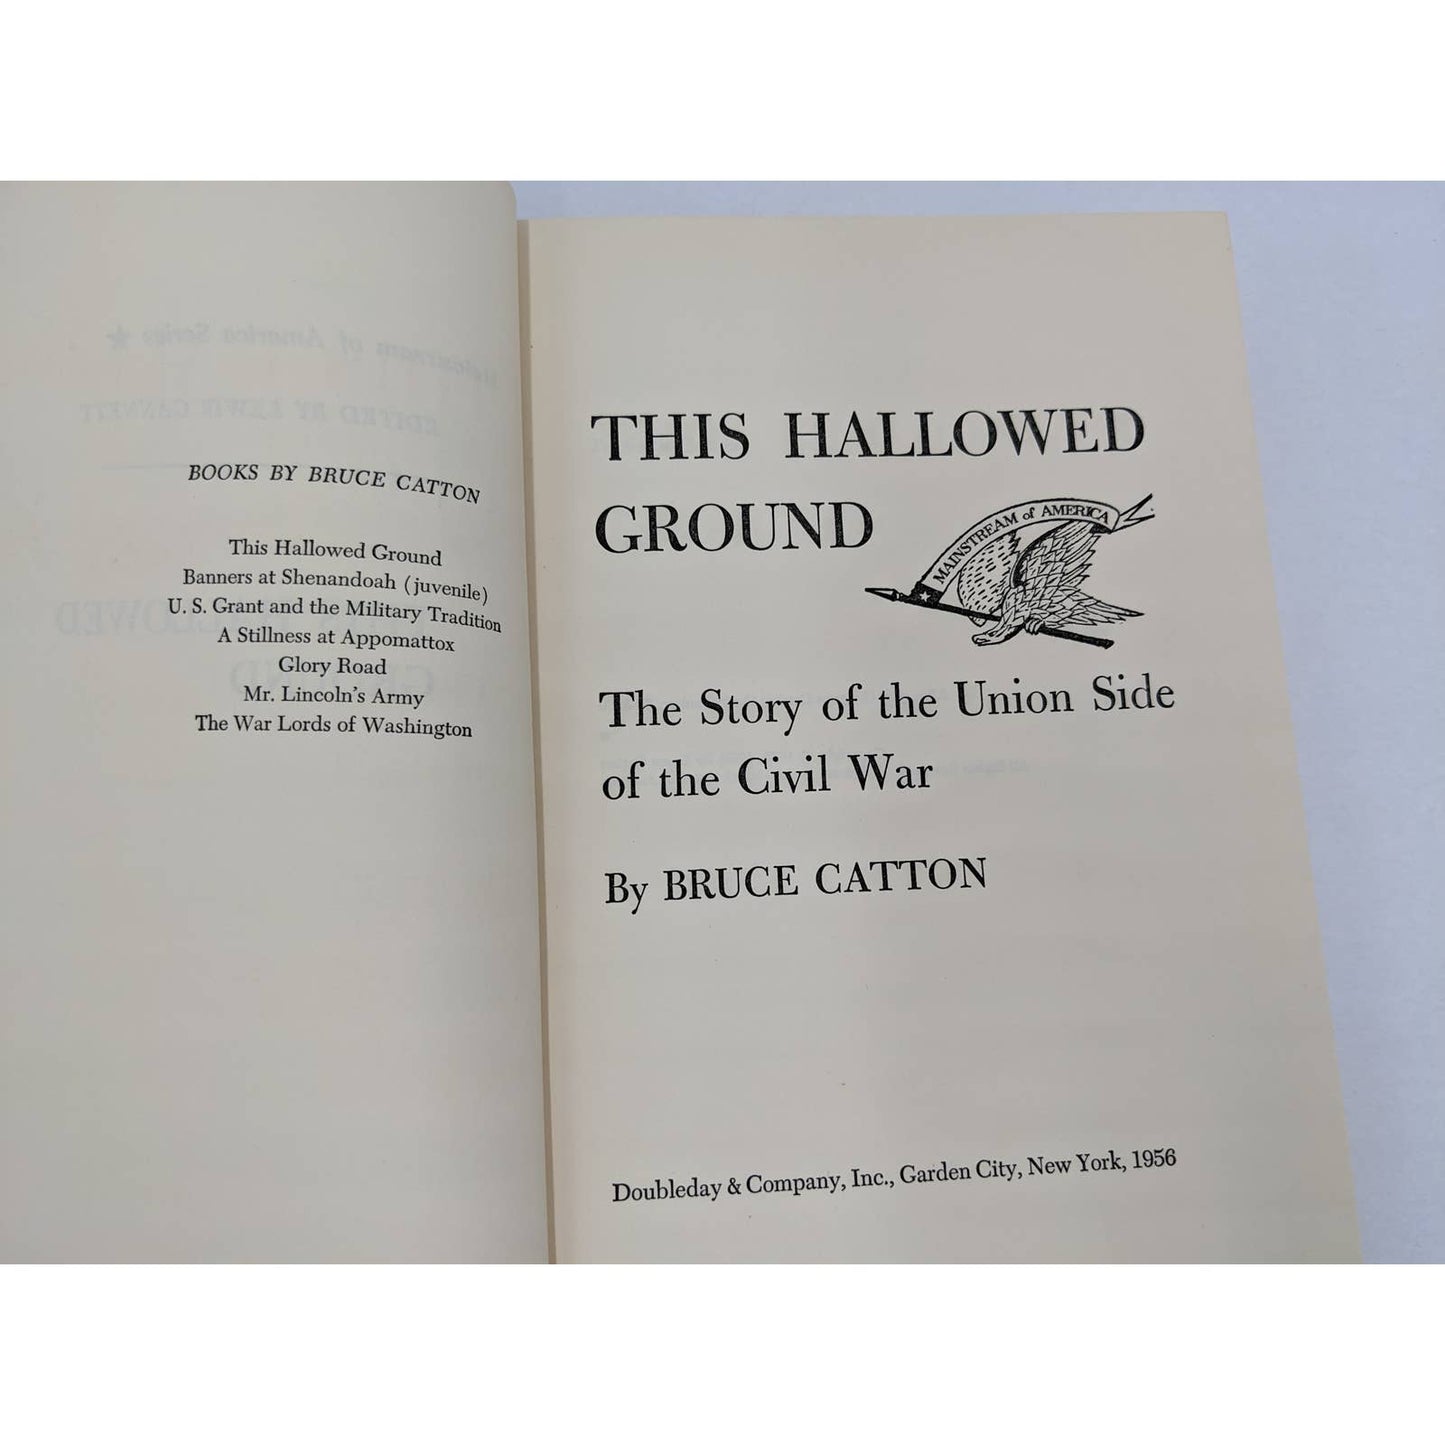 BOOKS BY BRUCE CATTON
This Hallowed Ground
Banners at Shenandoah (juvenile)
U. S. Grant and the Military Tradition
A Stillness at Appomattox
Glory Road
Mr. Lincoln's Army
The War Lords of Washington
THIS HALLOWED
GROUND
MAINSTREAM of AMERICA
The Story of the Union Side
of the Civil War
By BRUCE CATTON
Doubleday & Company, Inc., Garden City, New York, 1956